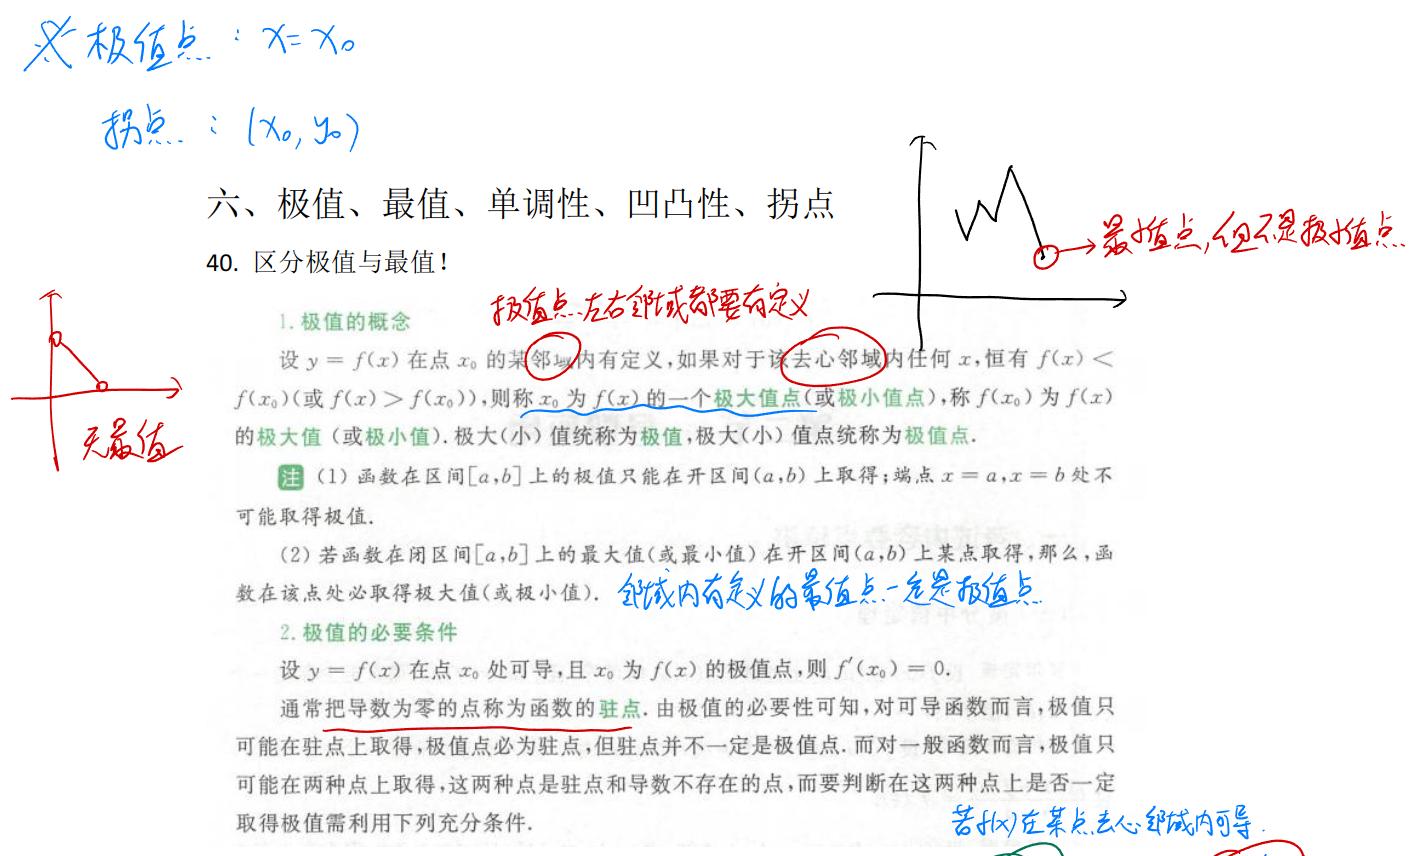 ※极值点：x=x₀
拐点：(x₀,y₀)
六、极值、最值、单调性、凹凸性、拐点
最小值点,但不是极小值点
40. 区分极值与最值！
极值点左右邻域都要有定义
1.极值的概念
设 y = f(x) 在点 x₀ 的某邻域内有定义,如果对于该去心邻域内任何 x,恒有 f(x) <
f(x₀)(或 f(x) > f(x₀)),则称 x₀ 为 f(x) 的一个极大值点(或极小值点),称 f(x₀) 为 f(x)
的极大值 (或极小值). 极大(小) 值统称为极值,极大(小) 值点统称为极值点.
无最值
注 (1) 函数在区间[a,b] 上的极值只能在开区间(a,b) 上取得;端点 x = a,x = b 处不
可能取得极值.
(2) 若函数在闭区间[a,b] 上的最大值(或最小值) 在开区间(a,b) 上某点取得,那么,函
数在该点处必取得极大值(或极小值).
邻域内有定义的最值点一定是极值点
2.极值的必要条件
设 y = f(x) 在点 x₀ 处可导,且 x₀ 为 f(x) 的极值点,则 f′(x₀) = 0.
通常把导数为零的点称为函数的驻点. 由极值的必要性可知,对可导函数而言,极值只
可能在驻点上取得,极值点必为驻点,但驻点并不一定是极值点. 而对一般函数而言,极值只
可能在两种点上取得,这两种点是驻点和导数不存在的点,而要判断在这两种点上是否一定
取得极值需利用下列充分条件.
若f(x)在某点去心邻域内可导.